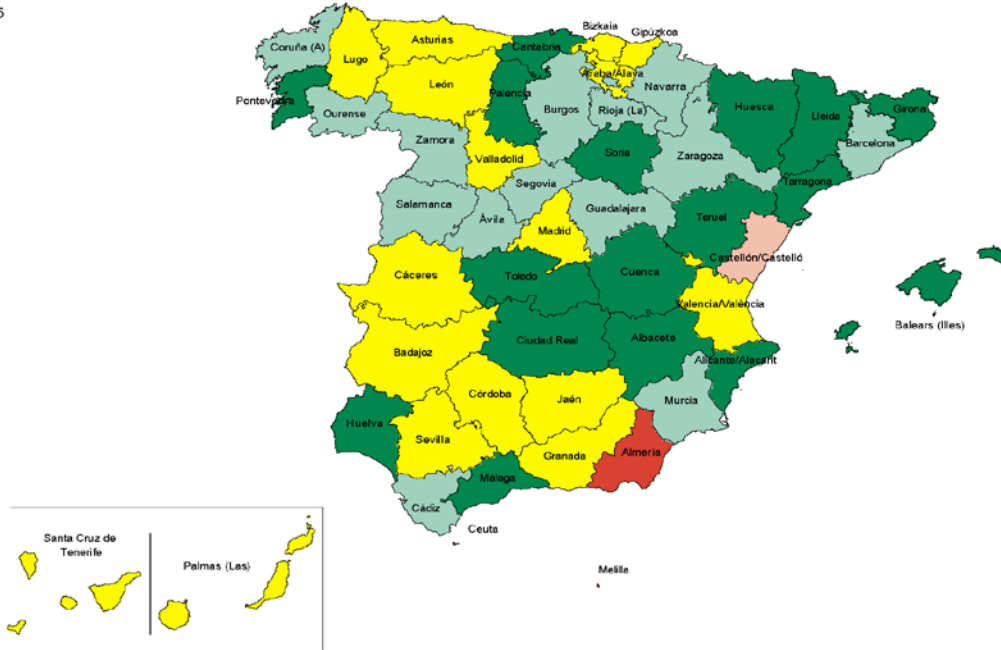 Bizkaia
Gipúzkoa
Coruña (A)
Lugo
Asturias
Cantabria
León
Palencia
Araba/Álava
Navarra
Pontevedra
Ourense
Burgos
Rioja (La)
Huesca
Lleida
Girona
Zamora
Valladolid
Soria
Zaragoza
Barcelona
Segovia
Tarragona
Salamanca
Ávila
Guadalajara
Teruel
Madrid
Castellón/Castelló
Cáceres
Toledo
Cuenca
Valencia/València
Balears (Illes)
Badajoz
Ciudad Real
Albacete
Alicante/Alacant
Córdoba
Jaén
Murcia
Huelva
Sevilla
Granada
Almería
Málaga
Cádiz
Ceuta
Melilla
Santa Cruz de
Tenerife
Palmas (Las)